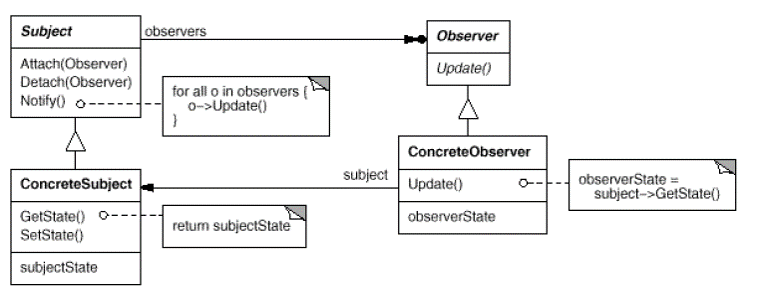 Subject
observers
Observer
Attach(Observer)
Detach(Observer)
Notify()
for all o in observers {
o->Update()
}
Update()
ConcreteSubject
GetState()
SetState()
subjectState
return subjectState
subject
ConcreteObserver
Update()
observerState
observerState =
subject->GetState()